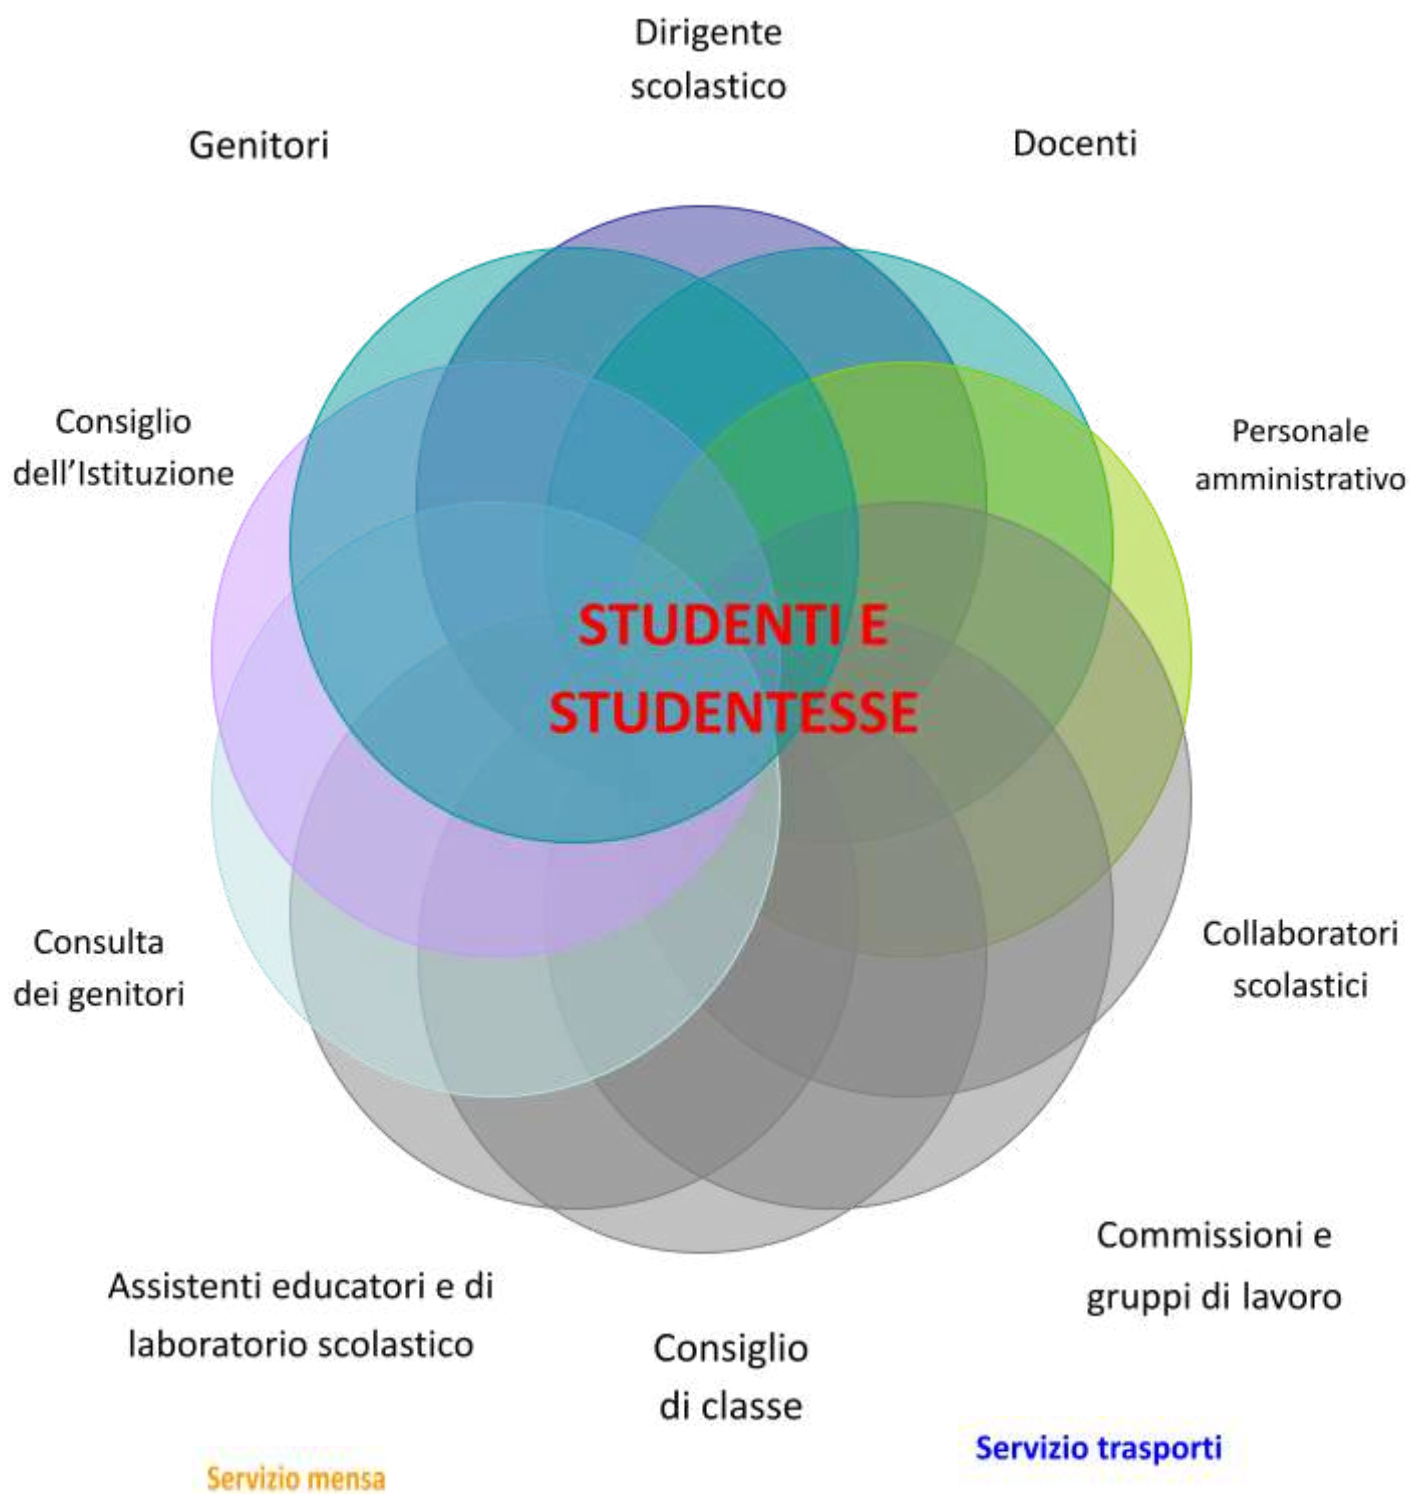 Dirigente
scolastico
Genitori
Docenti
Consiglio
dell’Istituzione
Personale
amministrativo
STUDENTI E
STUDENTESSE
Consulta
dei genitori
Collaboratori
scolastici
Commissioni e
gruppi di lavoro
Assistenti educatori e di
laboratorio scolastico
Consiglio
di classe
Servizio trasporti
Servizio mensa